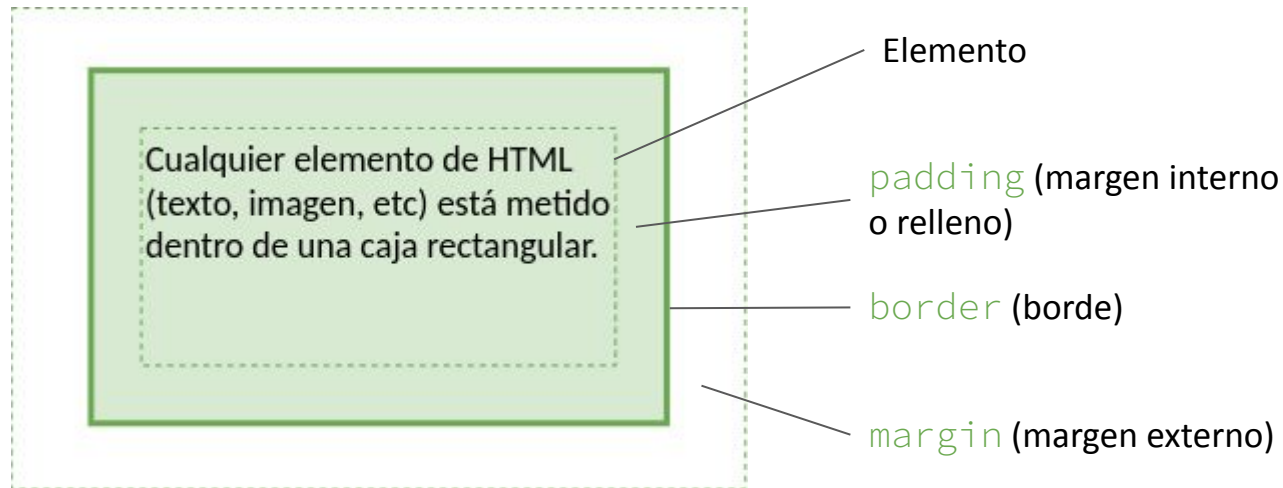 Elemento
Cualquier elemento de HTML
(texto, imagen, etc) está metido
dentro de una caja rectangular.
padding (margen interno
o relleno)
border (borde)
margin (margen externo)